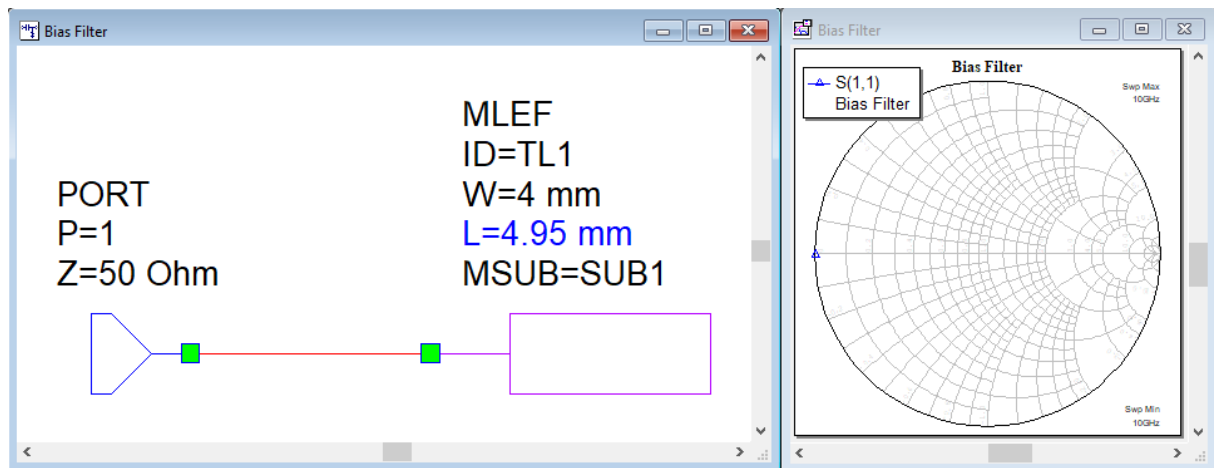 Bias Filter
MLEF
ID=TL1
W=4 mm
L=4.95 mm
MSUB=SUB1
PORT
P=1
Z=50 Ohm
Bias Filter
Bias Filter
S(1,1)
Bias Filter
Swp Max
10GHz
Swp Min
10GHz